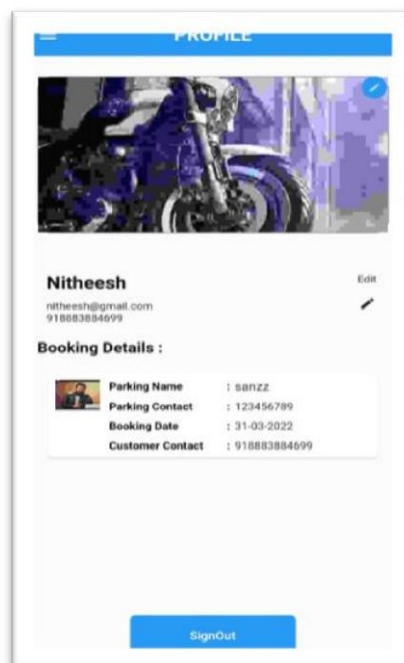 PROFILE
Nitheesh
Edit
nitheesh@gmail.com
918883884699
Booking Details :
Parking Name : sanzz
Parking Contact : 123456789
Booking Date : 31-03-2022
Customer Contact : 918883884699
SignOut